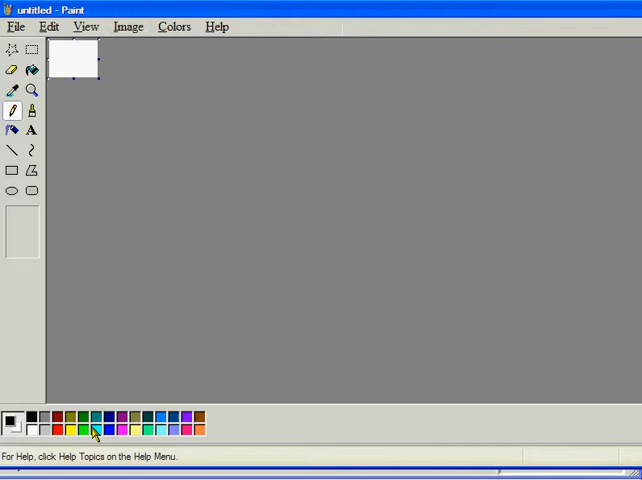 untitled - Paint
File Edit View Image Colors Help
A
For Help, click Help Topics on the Help Menu.